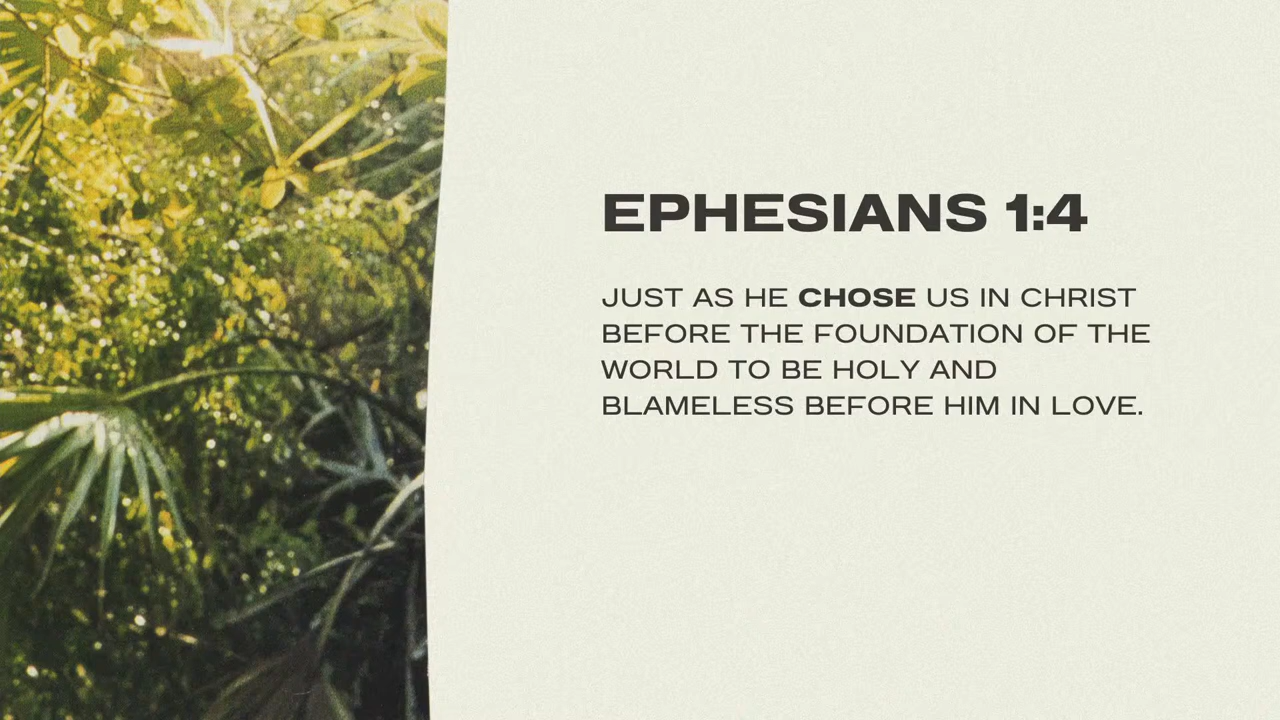 EPHESIANS 1:4
JUST AS HE CHOSE US IN CHRIST
BEFORE THE FOUNDATION OF THE
WORLD TO BE HOLY AND
BLAMELESS BEFORE HIM IN LOVE.